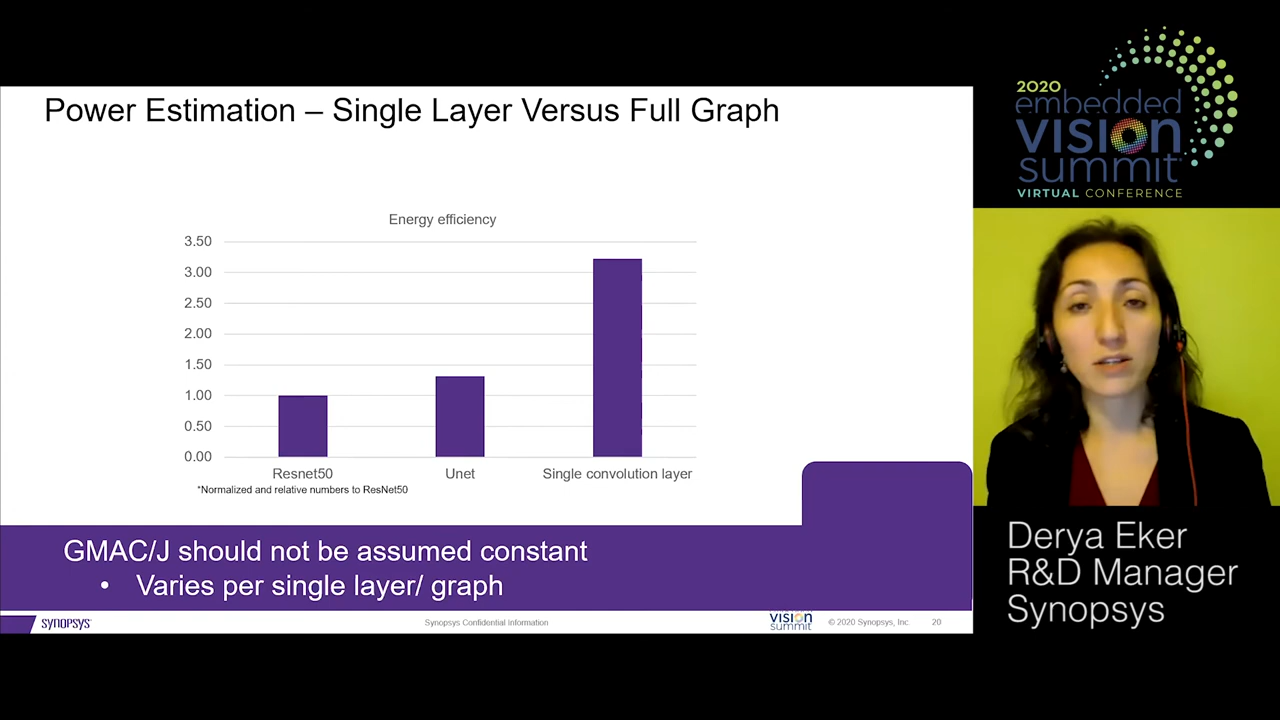 Power Estimation – Single Layer Versus Full Graph
Energy efficiency
3.50
3.00
2.50
2.00
1.50
1.00
0.50
0.00
Resnet50 Unet Single convolution layer
*Normalized and relative numbers to ResNet50
GMAC/J should not be assumed constant
• Varies per single layer/ graph
SYNOPSYS
Synopsys Confidential Information
vision
summit
© 2020 Synopsys, Inc.
20
2020
embedded
VISION
summit
VIRTUAL CONFERENCE
Derya Eker
R&D Manager
Synopsys